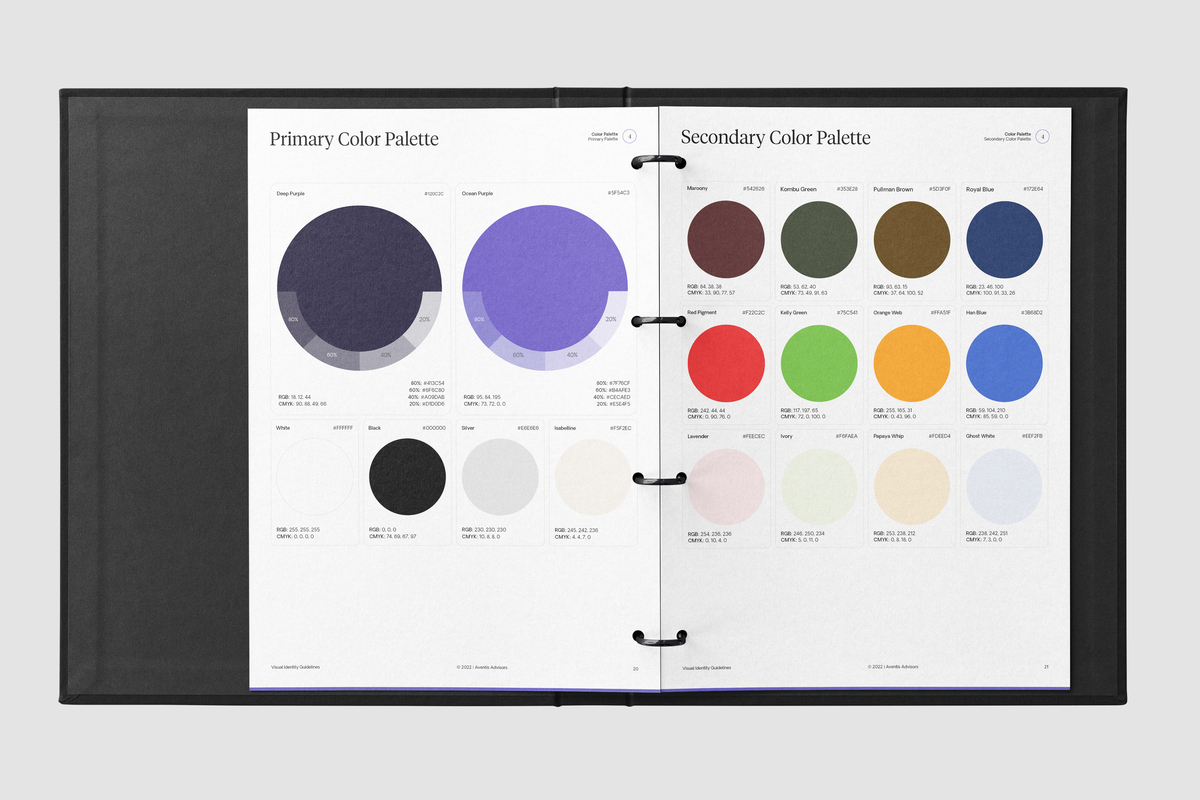 Primary Color Palette
Color Palette
Primary Color Palette
4
Deep Purple
#120C2C
80%
60%
40%
20%
80%: #413C54
60%: #6F6C80
40%: #A09DAB
20%: #D1D0D6
RGB: 18, 12, 44
CMYK: 90, 88, 49, 66
Ocean Purple
#5F54C3
80%
60%
40%
20%
80%: #7F76CF
60%: #B4AFE3
40%: #CECAED
20%: #E5E4F5
RGB: 95, 84, 195
CMYK: 73, 72, 0, 0
White #FFFFFF
RGB: 255, 255, 255
CMYK: 0, 0, 0, 0
Black #000000
RGB: 0, 0, 0
CMYK: 74, 69, 67, 97
Silver #E6E6E6
RGB: 230, 230, 230
CMYK: 10, 8, 8, 0
Isabelline #F5F2EC
RGB: 245, 242, 236
CMYK: 4, 4, 7, 0
Visual Identity Guidelines
© 2022 | Aventis Advisors
20
Secondary Color Palette
Color Palette
Secondary Color Palette
4
Maroony #542626
RGB: 84, 38, 38
CMYK: 33, 90, 77, 57
Kombu Green #353E28
RGB: 53, 62, 40
CMYK: 73, 49, 91, 63
Pullman Brown #5D3F0F
RGB: 93, 63, 15
CMYK: 37, 64, 100, 52
Royal Blue #172E64
RGB: 23, 46, 100
CMYK: 100, 91, 33, 26
Red Pigment #F22C2C
RGB: 242, 44, 44
CMYK: 0, 90, 76, 0
Kelly Green #75C541
RGB: 117, 197, 65
CMYK: 72, 0, 100, 0
Orange Web #FFA51F
RGB: 255, 165, 31
CMYK: 0, 43, 96, 0
Han Blue #3B68D2
RGB: 59, 104, 210
CMYK: 85, 59, 0, 0
Lavender #FEECEC
RGB: 254, 236, 236
CMYK: 0, 10, 4, 0
Ivory #F6FAEA
RGB: 246, 250, 234
CMYK: 5, 0, 11, 0
Papaya Whip #FDEED4
RGB: 253, 238, 212
CMYK: 0, 8, 18, 0
Ghost White #EEF2FB
RGB: 238, 242, 251
CMYK: 7, 3, 0, 0
Visual Identity Guidelines
© 2022 | Aventis Advisors
21